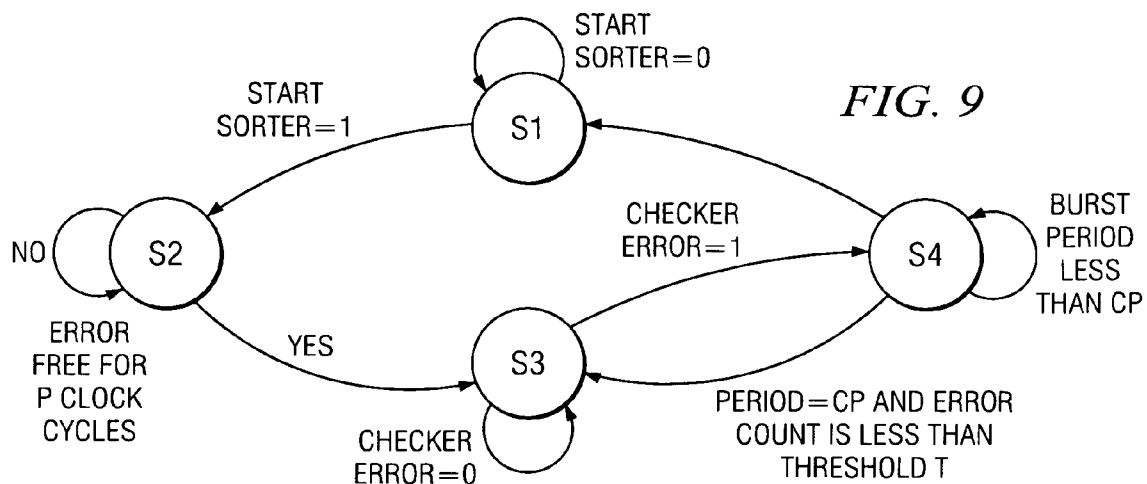 START
SORTER=0
FIG. 9
START
SORTER=1
S1
CHECKER
ERROR=1
BURST
PERIOD
LESS
THAN CP
NO
S2
S4
ERROR
FREE FOR
P CLOCK
CYCLES
YES
S3
PERIOD=CP AND ERROR
COUNT IS LESS THAN
THRESHOLD T
CHECKER
ERROR=0